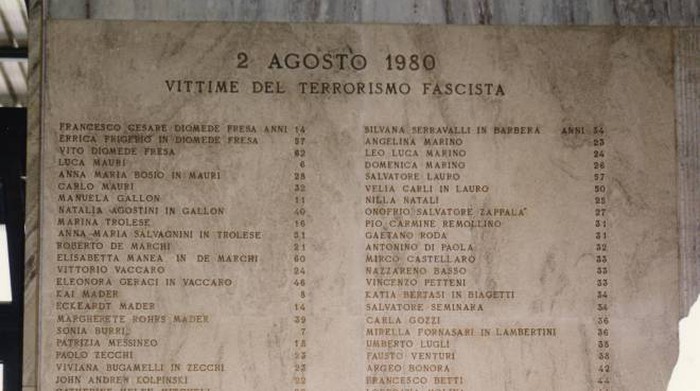 2 AGOSTO 1980
VITTIME DEL TERRORISMO FASCISTA
FRANCESCO CESARE DIOMEDE FRESA ANNI 14
ERRICA FRIGERIO IN DIOMEDE FRESA 57
VITO DIOMEDE FRESA 62
LUCA MAURI 6
ANNA MARIA BOSIO IN MAURI 28
CARLO MAURI 32
MANUELA GALLON 11
NATALIA AGOSTINI IN GALLON 40
MARINA TROLESE 16
ANNA MARIA SALVAGNINI IN TROLESE 51
ROBERTO DE MARCHI 21
ELISABETTA MANEA IN DE MARCHI 60
VITTORIO VACCARO 24
ELEONORA GERACI IN VACCARO 46
KAI MADER 8
ECKEARDT MADER 14
MARGHERETE ROHRS MADER 39
SONIA BURRI 7
PATRIZIA MESSINEO 18
PAOLO ZECCHI 23
VIVIANA BUGAMELLI IN ZECCHI 23
JOHN ANDREW KOLPINSKI 22
SILVANA SERRAVALLI IN BARBERA ANNI 34
ANGELINA MARINO 23
LEO LUCA MARINO 24
DOMENICA MARINO 26
SALVATORE LAURO 57
VELIA CARLI IN LAURO 50
NILLA NATALI 25
ONOFRIO SALVATORE ZAPPALA' 27
PIO CARMINE REMOLLINO 31
GAETANO RODA 31
ANTONINO DI PAOLA 32
MIRCO CASTELLARO 33
NAZZARENO BASSO 33
VINCENZO PETTENI 33
KATIA BERTASI IN BIAGETTI 34
SALVATORE SEMINARA 34
CARLA GOZZI 36
MIRELLA FORNASARI IN LAMBERTINI 36
UMBERTO LUGLI 38
FAUSTO VENTURI 38
ARGEO BONORA 42
FRANCESCO BETTI